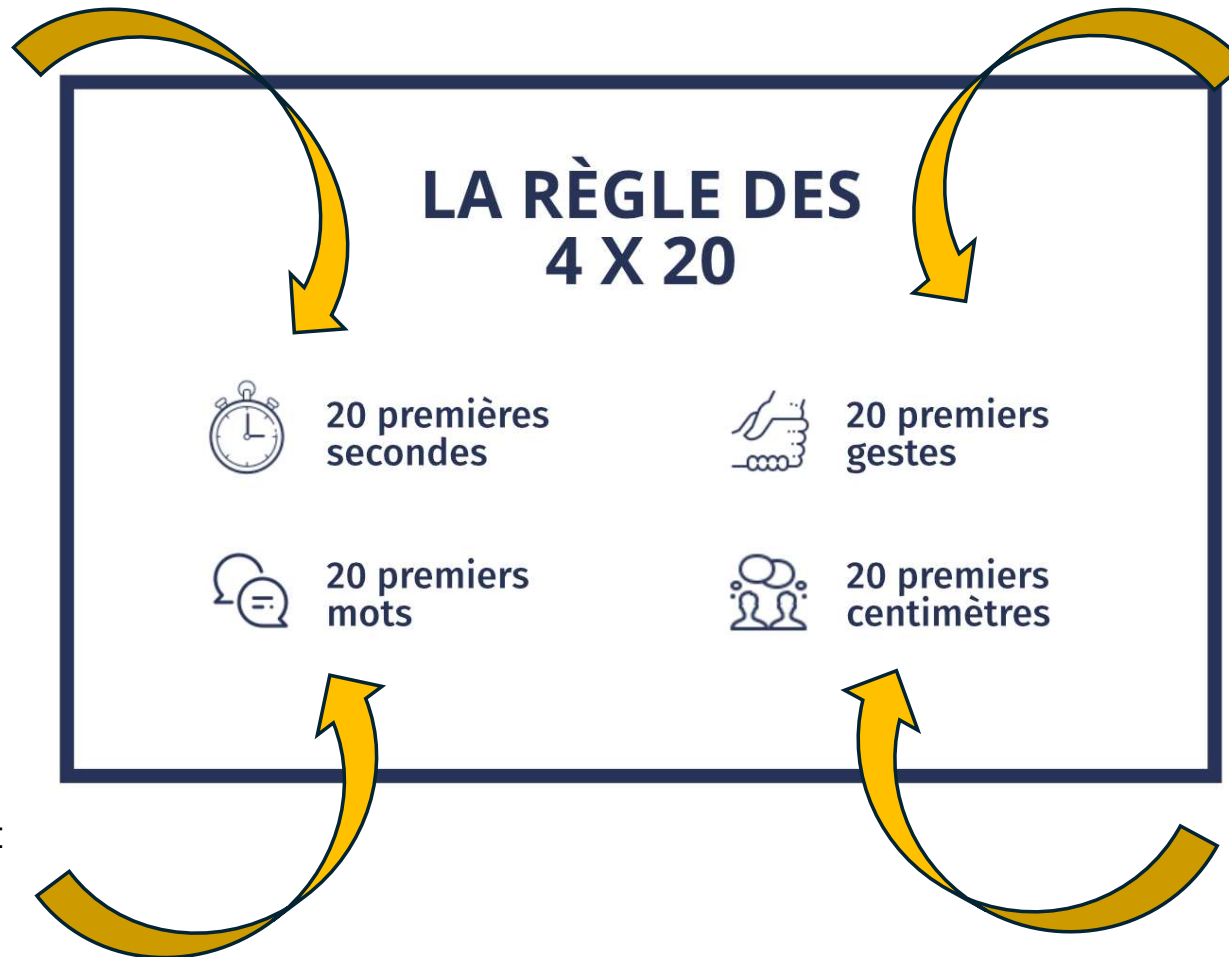 LA RÈGLE DES
4 X 20
20 premières
secondes
20 premiers
gestes
20 premiers
mots
20 premiers
centimètres